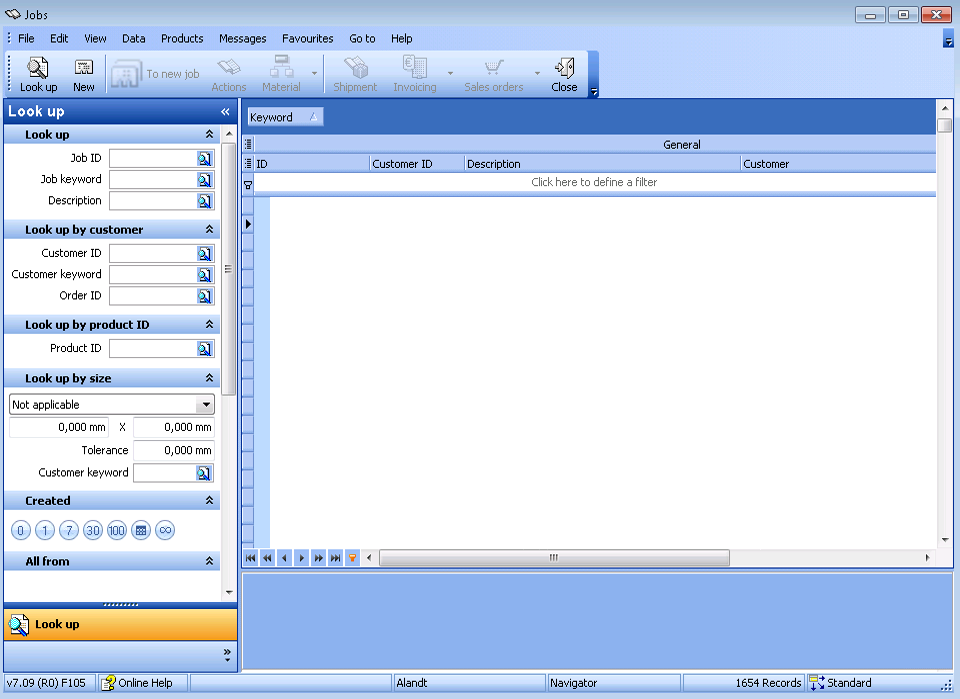 Jobs
File Edit View Data Products Messages Favourites Go to Help
Look up New To new job Actions Material Shipment Invoicing Sales orders Close
Look up
Look up
Job ID
Job keyword
Description
Look up by customer
Customer ID
Customer keyword
Order ID
Look up by product ID
Product ID
Look up by size
Not applicable
0,000 mm X 0,000 mm
Tolerance 0,000 mm
Customer keyword
Created
0 1 7 30 100 ∞
All from
Look up
Keyword
General
ID Customer ID Description Customer
Click here to define a filter
v7.09 (R0) F105 Online Help Alandt Navigator 1654 Records Standard